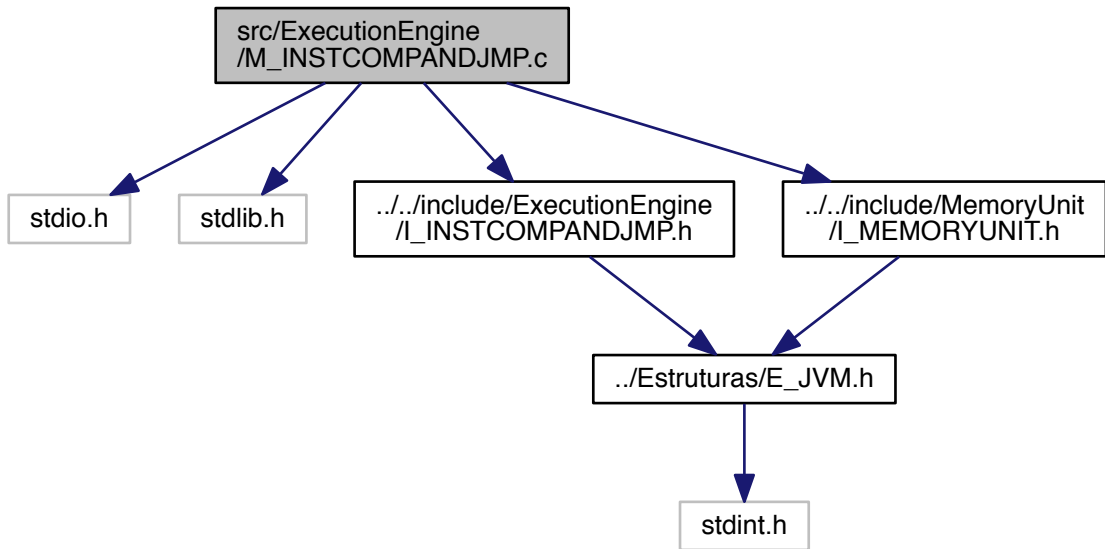 src/ExecutionEngine
/M_INSTCOMPANDJMP.c
stdio.h
stdlib.h
../../include/ExecutionEngine
/I_INSTCOMPANDJMP.h
../../include/MemoryUnit
/I_MEMORYUNIT.h
../Estruturas/E_JVM.h
stdint.h